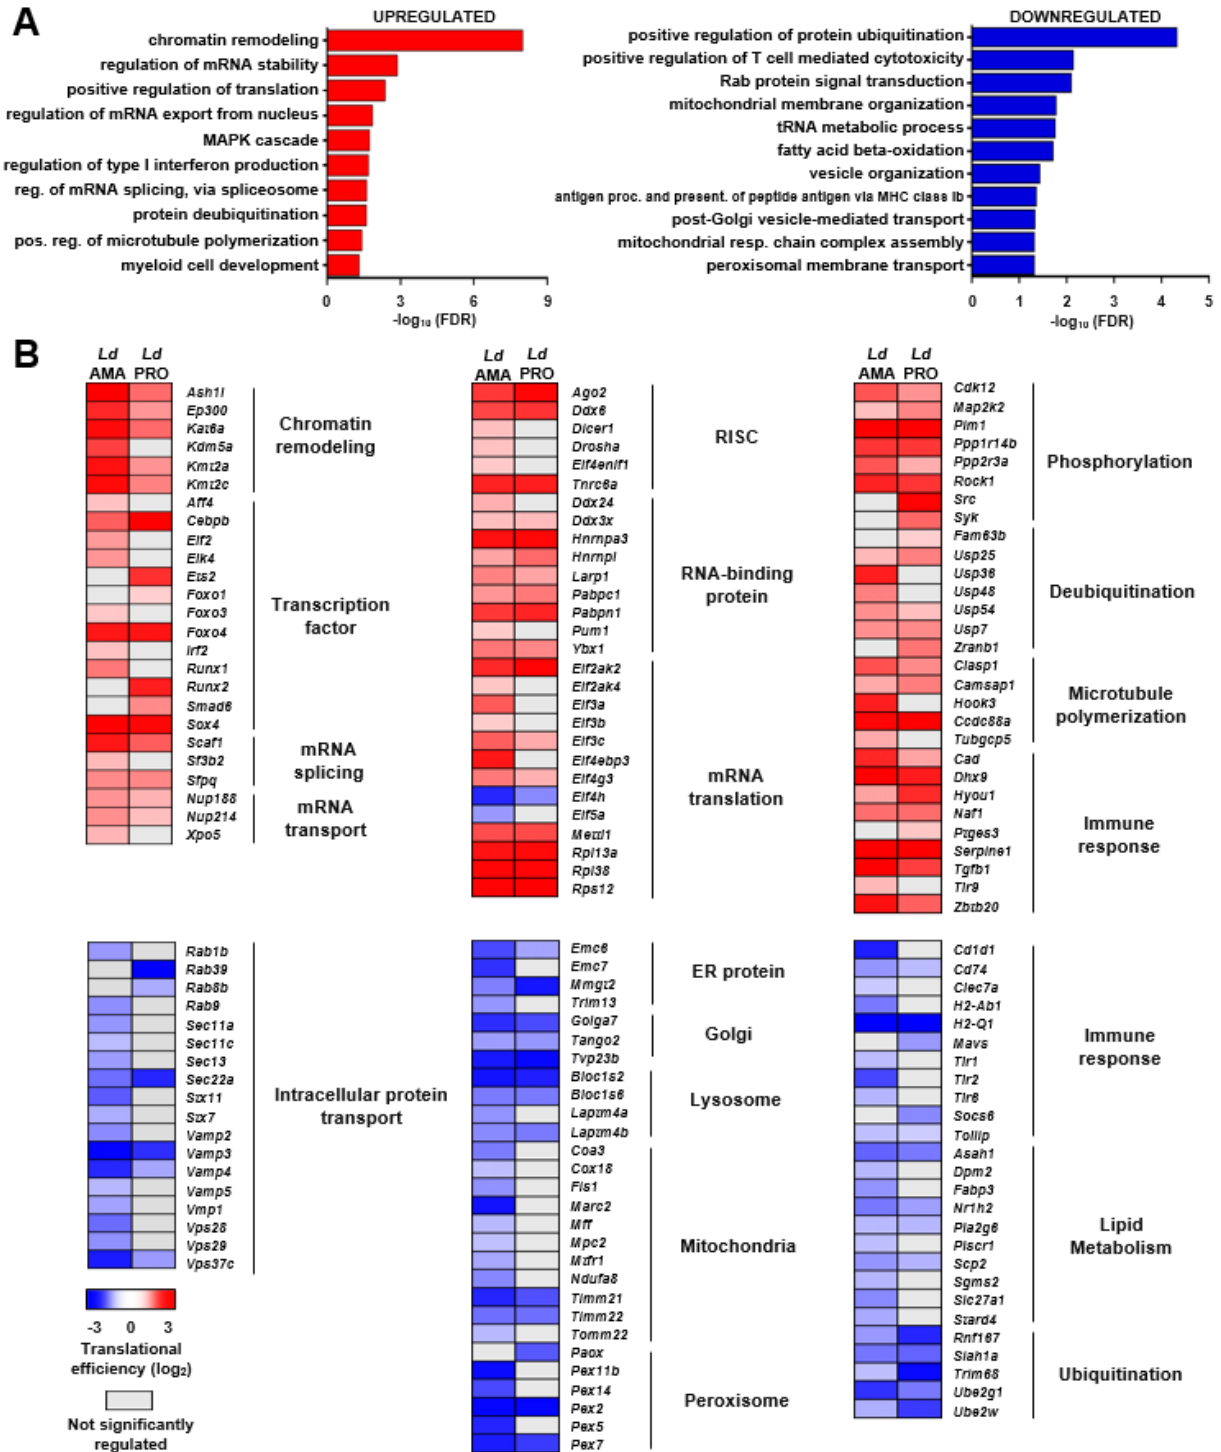 A
UPREGULATED
chromatin remodeling
regulation of mRNA stability
positive regulation of translation
regulation of mRNA export from nucleus
MAPK cascade
regulation of type I interferon production
reg. of mRNA splicing, via spliceosome
protein deubiquitination
pos. reg. of microtubule polymerization
myeloid cell development
0 3 6 9
-log₁₀ (FDR)
DOWNREGULATED
positive regulation of protein ubiquitination
positive regulation of T cell mediated cytotoxicity
Rab protein signal transduction
mitochondrial membrane organization
tRNA metabolic process
fatty acid beta-oxidation
vesicle organization
antigen proc. and present. of peptide antigen via MHC class Ib
post-Golgi vesicle-mediated transport
mitochondrial resp. chain complex assembly
peroxisomal membrane transport
0 1 2 3 4 5
-log₁₀ (FDR)
B
Ld Ld
AMA PRO
Ash1l
Ep300
Kat6a
Kdm5a
Kmt2a
Kmt2c
Chromatin
remodeling
Aff4
Cebpb
Elf2
Elk4
Ets2
Foxo1
Foxo3
Foxo4
Irf2
Runx1
Runx2
Smad6
Sox4
Transcription
factor
Scaf1
Sf3b2
Sfpq
mRNA
splicing
Nup188
Nup214
Xpo5
mRNA
transport
Ld Ld
AMA PRO
Ago2
Ddx6
Dicer1
Drosha
Eif4enif1
Tnrc6a
RISC
Ddx24
Ddx3x
Hnrnpa3
Hnrnpl
Larp1
Pabpc1
Pabpn1
Pum1
Ybx1
RNA-binding
protein
Eif2ak2
Eif2ak4
Eif3a
Eif3b
Eif3c
Eif4ebp3
Eif4g3
Eif4h
Eif5a
Mettl1
Rpl13a
Rpl38
Rps12
mRNA
translation
Ld Ld
AMA PRO
Cdk12
Map2k2
Pim1
Ppp1r14b
Ppp2r3a
Rock1
Src
Syk
Phosphorylation
Fam63b
Usp25
Usp36
Usp48
Usp54
Usp7
Zranb1
Deubiquitination
Clasp1
Camsap1
Hook3
Ccdc88a
Tubgcp5
Microtubule
polymerization
Cad
Dhx9
Hyou1
Naf1
Ptges3
Serpine1
Tgfb1
Tlr9
Zbtb20
Immune
response
Rab1b
Rab39
Rab8b
Rab9
Sec11a
Sec11c
Sec13
Sec22a
Stx11
Stx7
Vamp2
Vamp3
Vamp4
Vamp5
Vmp1
Vps28
Vps29
Vps37c
Intracellular protein
transport
-3 0 3
Translational
efficiency (log₂)
Not significantly
regulated
Emc6
Emc7
Mmgt2
Trim13
ER protein
Golga7
Tango2
Tvp23b
Golgi
Bloc1s2
Bloc1s6
Laptm4a
Laptm4b
Lysosome
Coa3
Cox18
Fis1
Marc2
Mff
Mpc2
Mtfr1
Ndufa8
Timm21
Timm22
Tomm22
Mitochondria
Paox
Pex11b
Pex14
Pex2
Pex5
Pex7
Peroxisome
Cd1d1
Cd74
Clec7a
H2-Ab1
H2-Q1
Mavs
Tlr1
Tlr2
Tlr6
Socs6
Tollip
Immune
response
Asah1
Dpm2
Fabp3
Nr1h2
Pla2g6
Plscr1
Scp2
Sgms2
Slc27a1
Stard4
Lipid
Metabolism
Rnf167
Siah1a
Trim68
Ube2g1
Ube2w
Ubiquitination